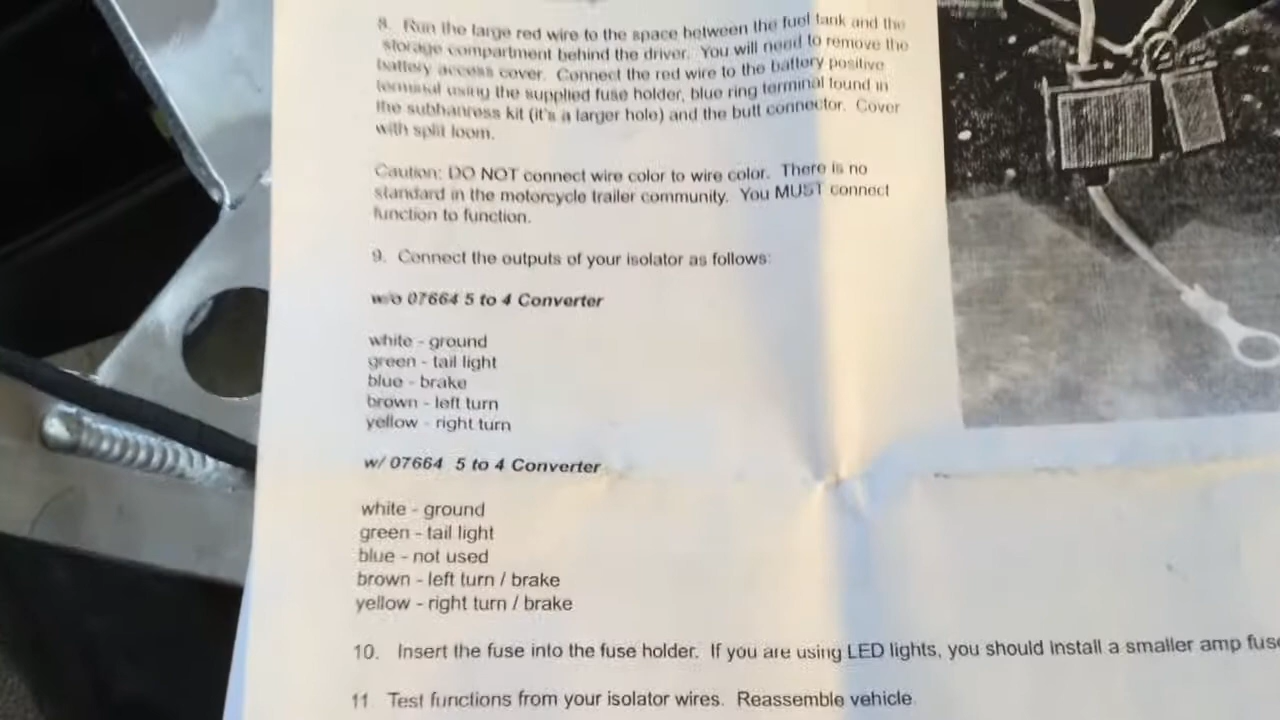 8. Run the large red wire to the space between the fuel tank and the
storage compartment behind the driver. You will need to remove the
battery access cover. Connect the red wire to the battery positive
terminal using the supplied fuse holder, blue ring terminal found in
the subharness kit (it's a larger hole) and the butt connector. Cover
with split loom.
Caution: DO NOT connect wire color to wire color. There is no
standard in the motorcycle trailer community. You MUST connect
function to function.
9. Connect the outputs of your isolator as follows:
w/o 07664 5 to 4 Converter
white - ground
green - tail light
blue - brake
brown - left turn
yellow - right turn
w/ 07664 5 to 4 Converter
white - ground
green - tail light
blue - not used
brown - left turn / brake
yellow - right turn / brake
10. Insert the fuse into the fuse holder. If you are using LED lights, you should install a smaller amp fuse
11 Test functions from your isolator wires. Reassemble vehicle